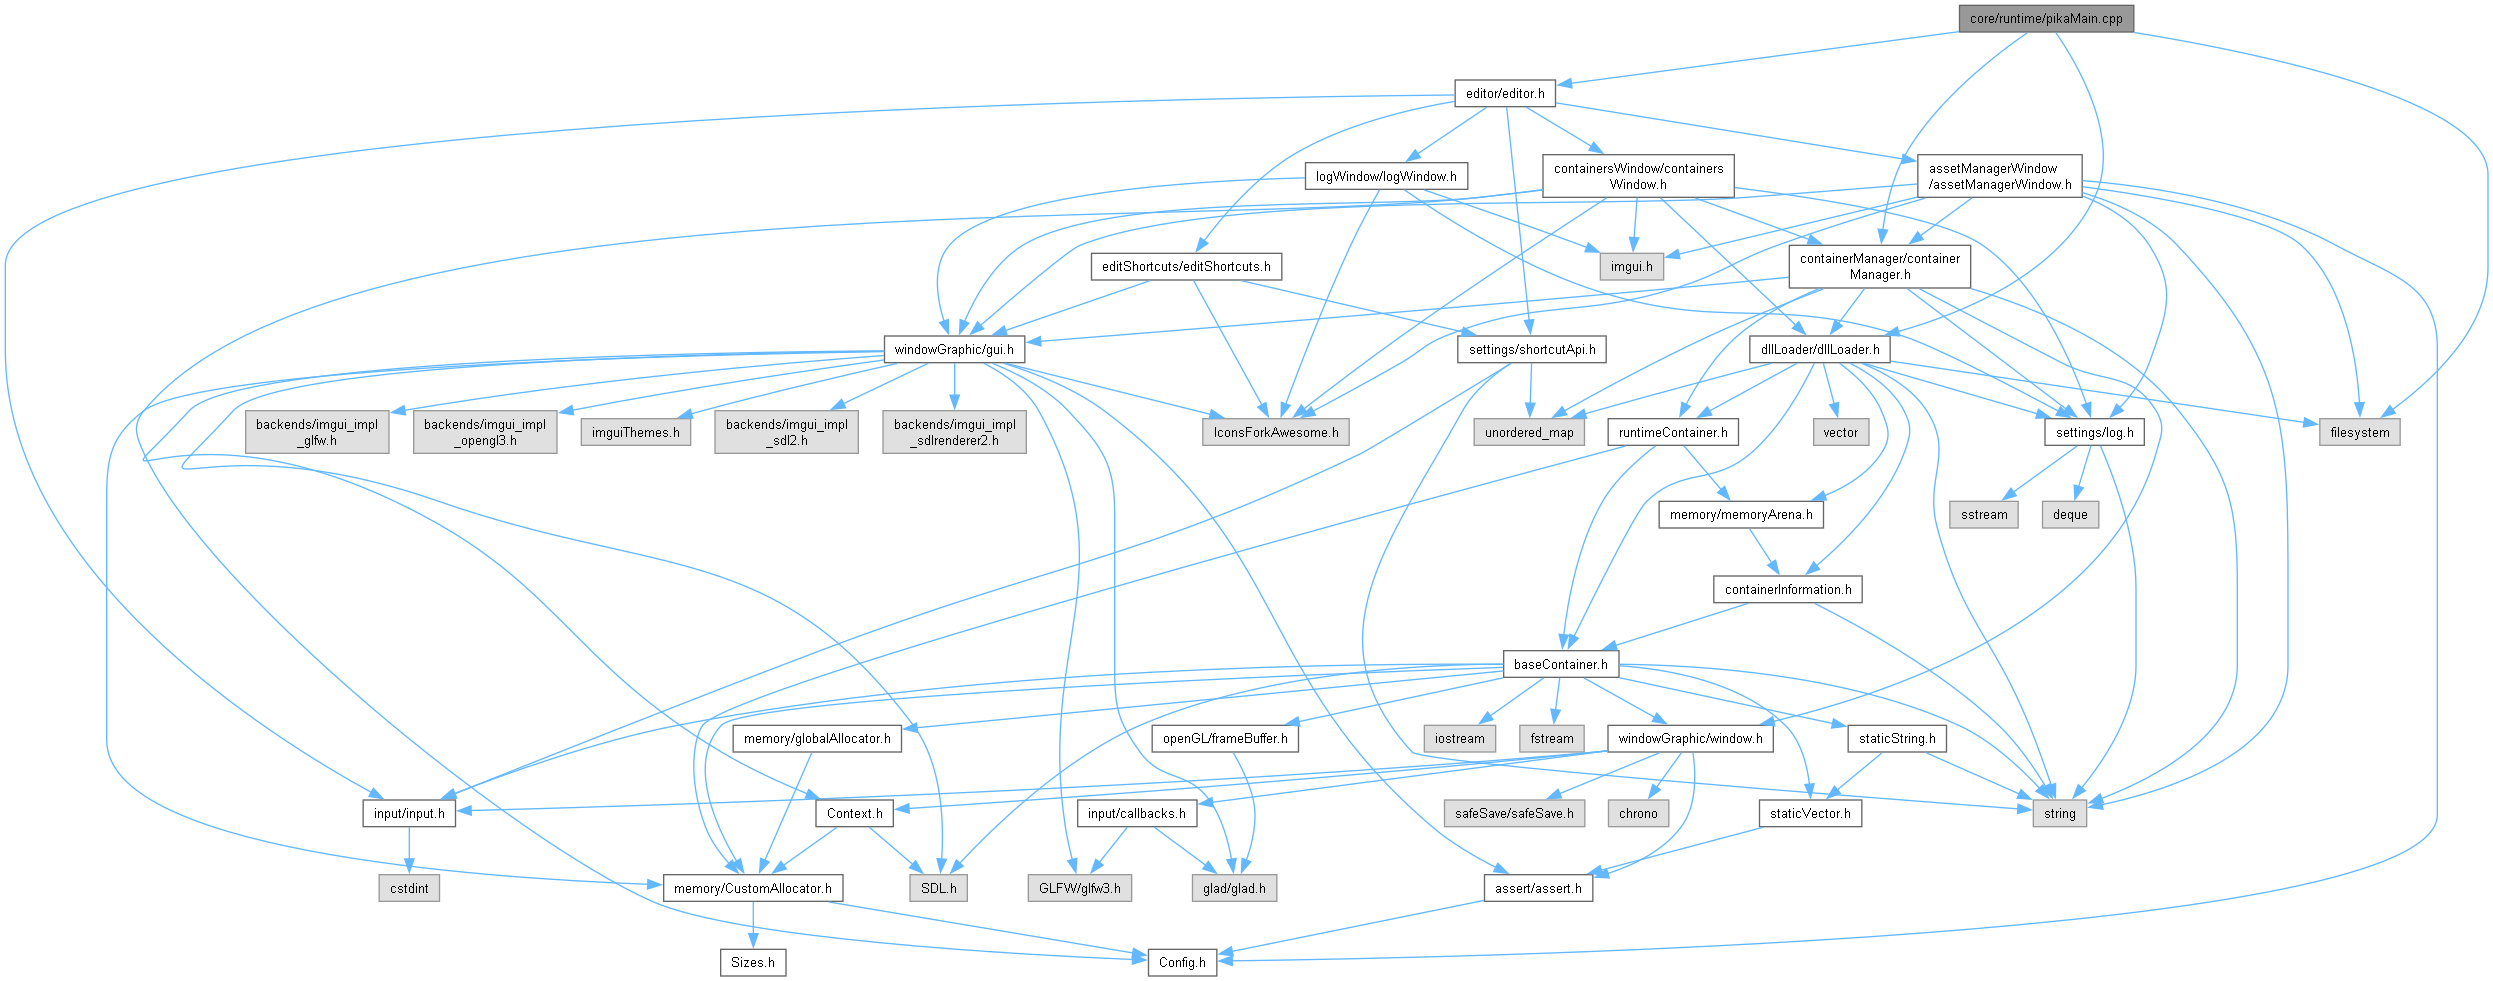 core/runtime/pikaMain.cpp
editor/editor.h
logWindow/logWindow.h
containersWindow/containers
Window.h
assetManagerWindow
/assetManagerWindow.h
editShortcuts/editShortcuts.h
imgui.h
containerManager/container
Manager.h
windowGraphic/gui.h
settings/shortcutApi.h
dllLoader/dllLoader.h
backends/imgui_impl
_glfw.h
backends/imgui_impl
_opengl3.h
imguiThemes.h
backends/imgui_impl
_sdl2.h
backends/imgui_impl
_sdlrenderer2.h
IconsForkAwesome.h
unordered_map
runtimeContainer.h
vector
settings/log.h
filesystem
memory/memoryArena.h
sstream
deque
containerInformation.h
baseContainer.h
memory/globalAllocator.h
openGL/frameBuffer.h
iostream
fstream
windowGraphic/window.h
staticString.h
input/input.h
Context.h
input/callbacks.h
safeSave/safeSave.h
chrono
staticVector.h
string
cstdint
memory/CustomAllocator.h
SDL.h
GLFW/glfw3.h
glad/glad.h
assert/assert.h
Sizes.h
Config.h